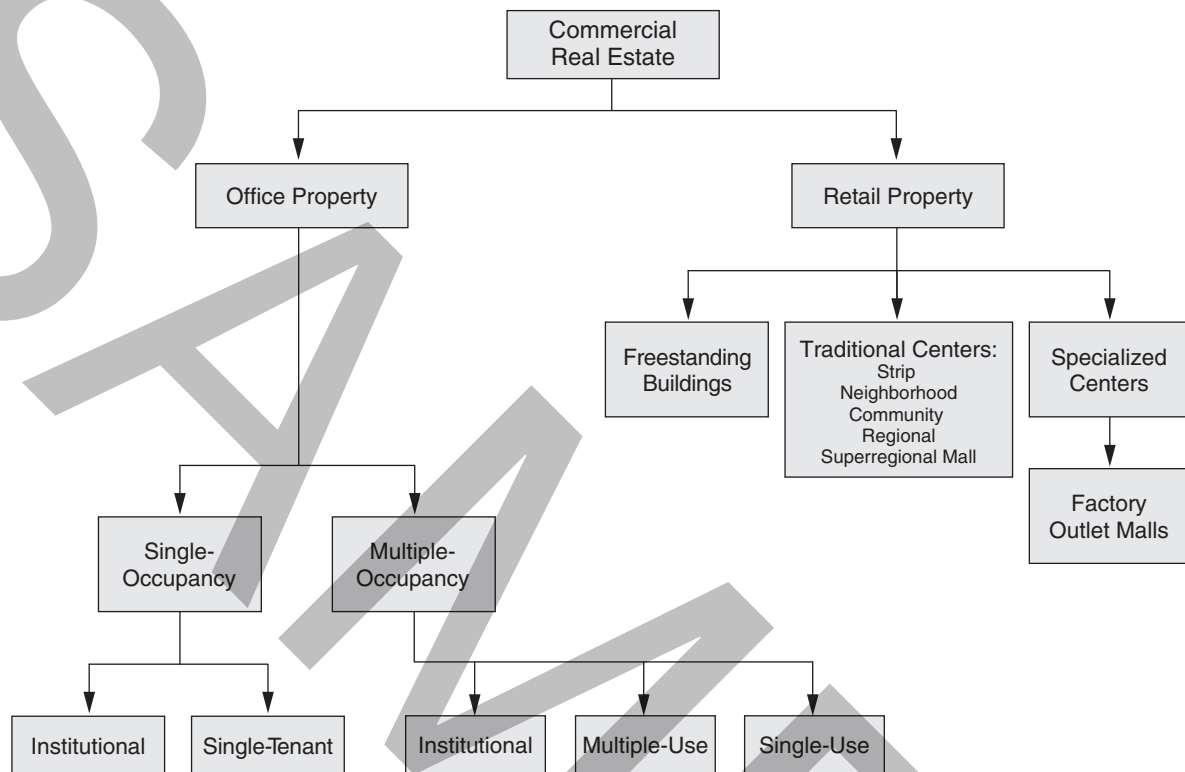 Commercial
Real Estate
Office Property
Retail Property
Freestanding
Buildings
Traditional Centers:
Strip
Neighborhood
Community
Regional
Superregional Mall
Specialized
Centers
Factory
Outlet Malls
Single-
Occupancy
Multiple-
Occupancy
Institutional
Single-Tenant
Institutional
Multiple-Use
Single-Use